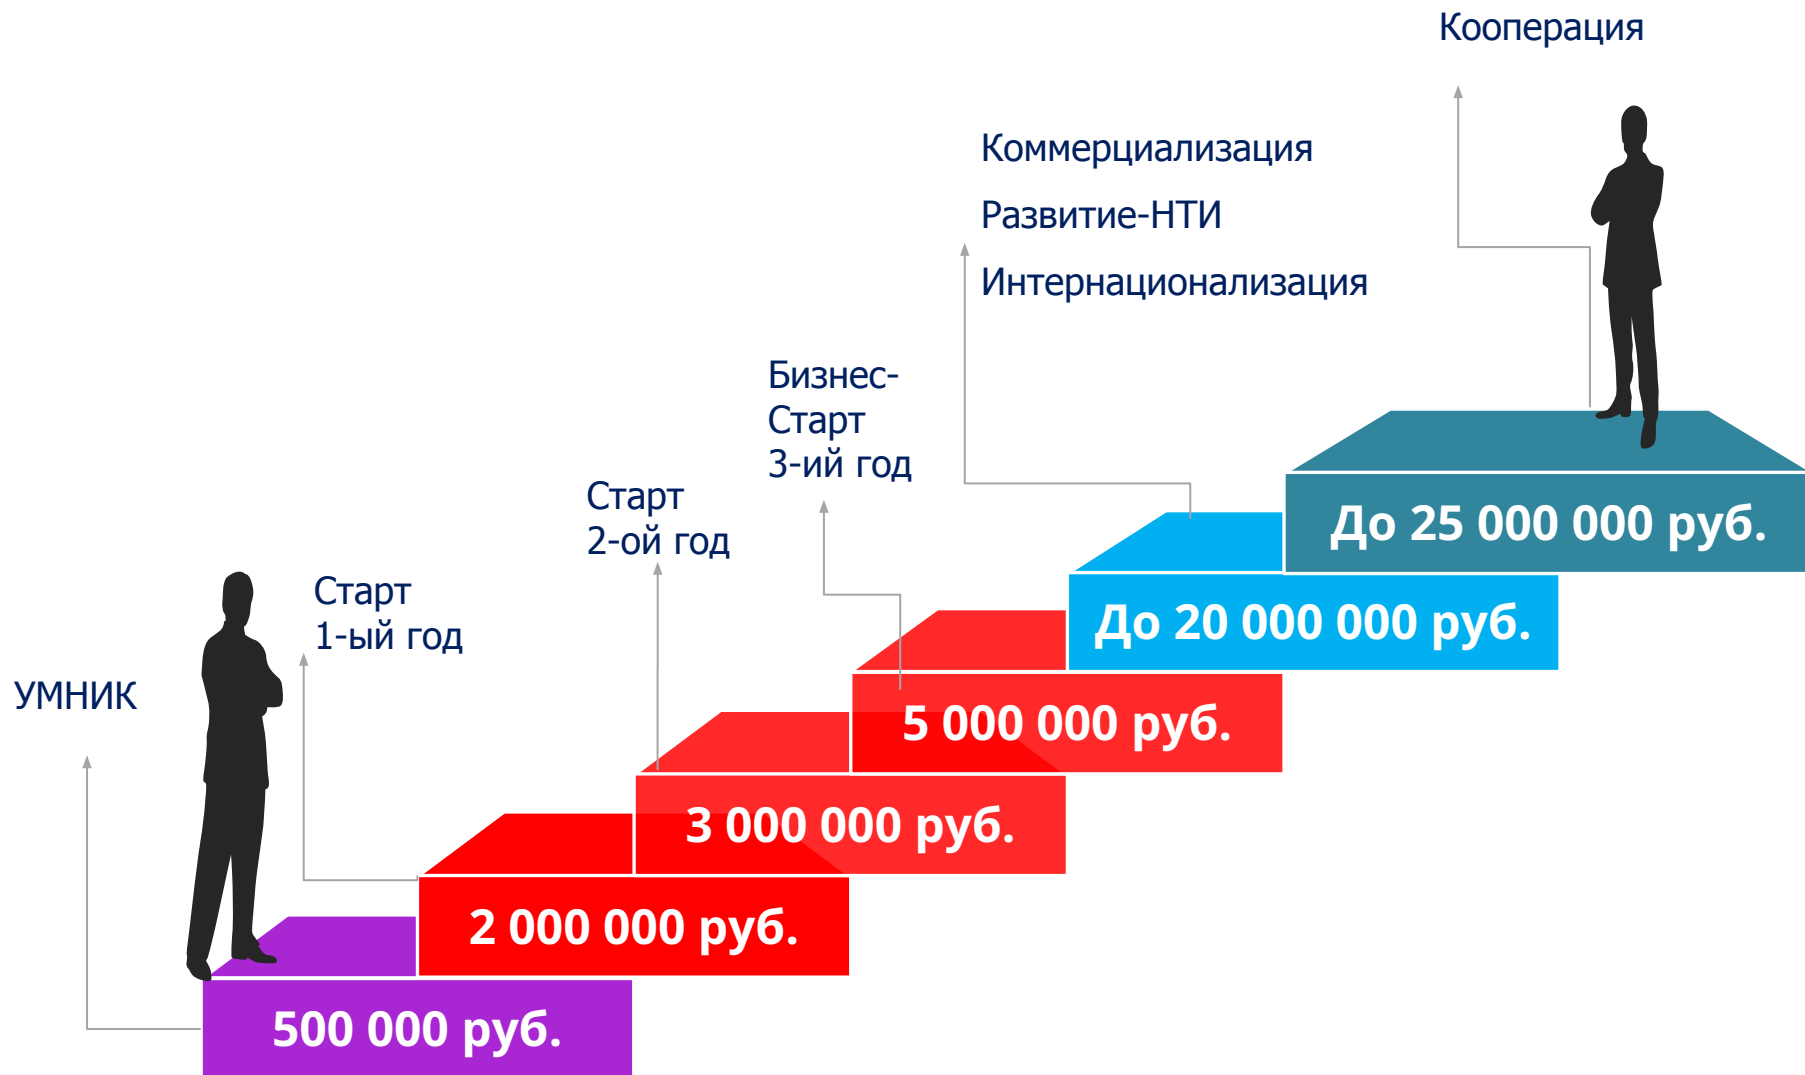 Кооперация
Коммерциализация
Развитие-НТИ
Интернационализация
Бизнес-
Старт
3-ий год
Старт
2-ой год
Старт
1-ый год
УМНИК
До 25 000 000 руб.
До 20 000 000 руб.
5 000 000 руб.
3 000 000 руб.
2 000 000 руб.
500 000 руб.